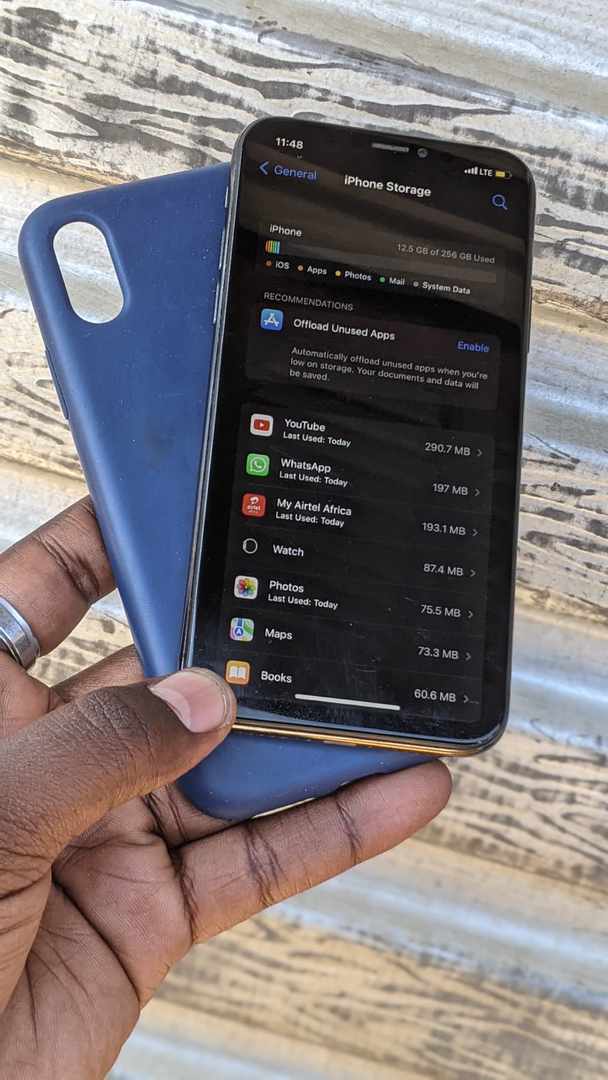 11:48
LTE
General
iPhone Storage
iPhone
12.5 GB of 256 GB Used
iOS Apps Photos Mail System Data
RECOMMENDATIONS
Offload Unused Apps
Enable
Automatically offload unused apps when you're
low on storage. Your documents and data will
be saved.
YouTube
Last Used: Today
290.7 MB
WhatsApp
Last Used: Today
197 MB
airtel
My Airtel Africa
Last Used: Today
193.1 MB
Watch
87.4 MB
Photos
Last Used: Today
75.5 MB
Maps
73.3 MB
Books
60.6 MB